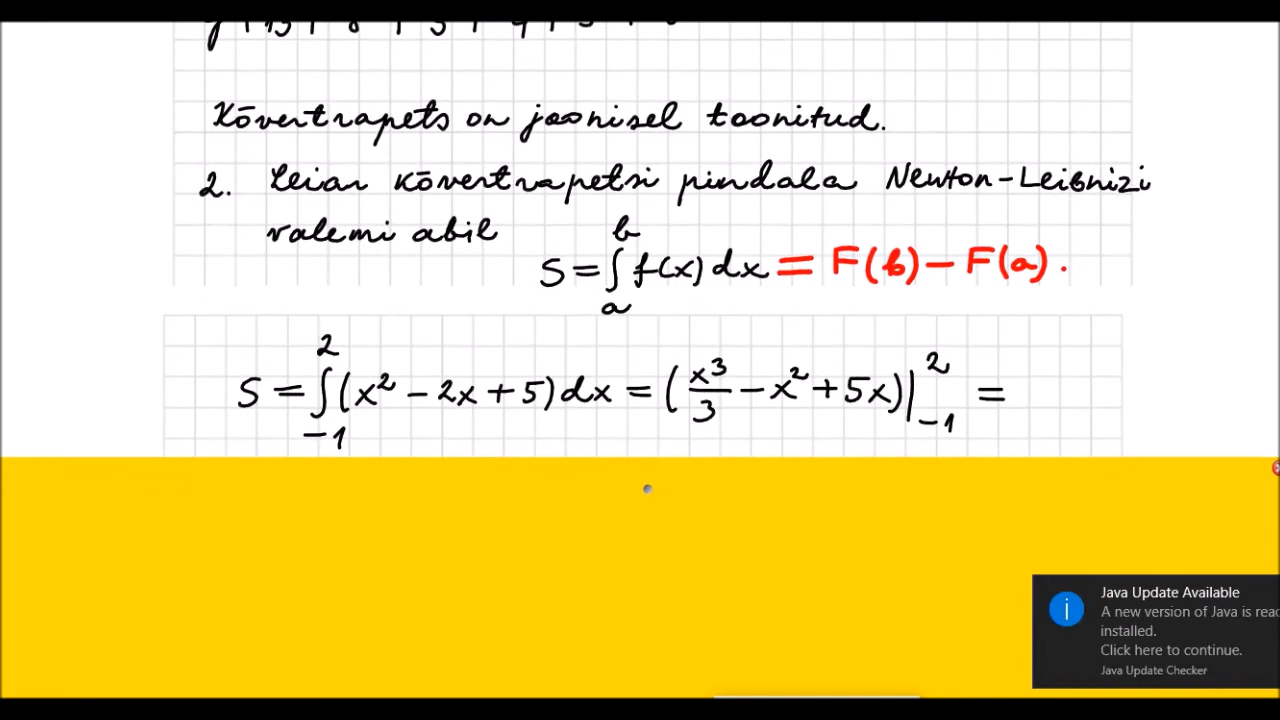 Kõvertrapets on joonisel toonitud.
2. Leian kõvertrapetsi pindala Newton-Leibnizi
valemi abil
S = ∫_a^b f(x) dx = F(b) - F(a).
S = ∫_{-1}^2 (x² - 2x + 5) dx = (x³/3 - x² + 5x)|_{-1}^2 =
Java Update Available
A new version of Java is
installed.
Click here to continue.
Java Update Checker